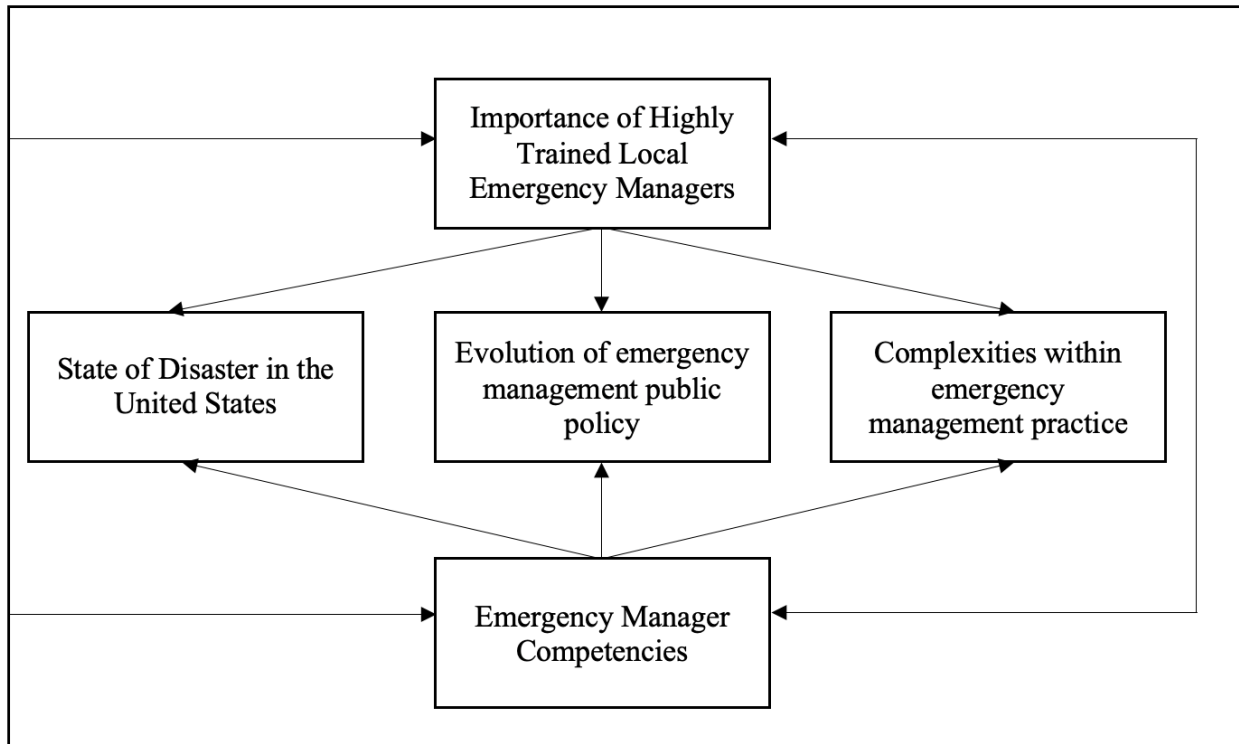 Importance of Highly
Trained Local
Emergency Managers
State of Disaster in the
United States
Evolution of emergency
management public
policy
Complexities within
emergency
management practice
Emergency Manager
Competencies